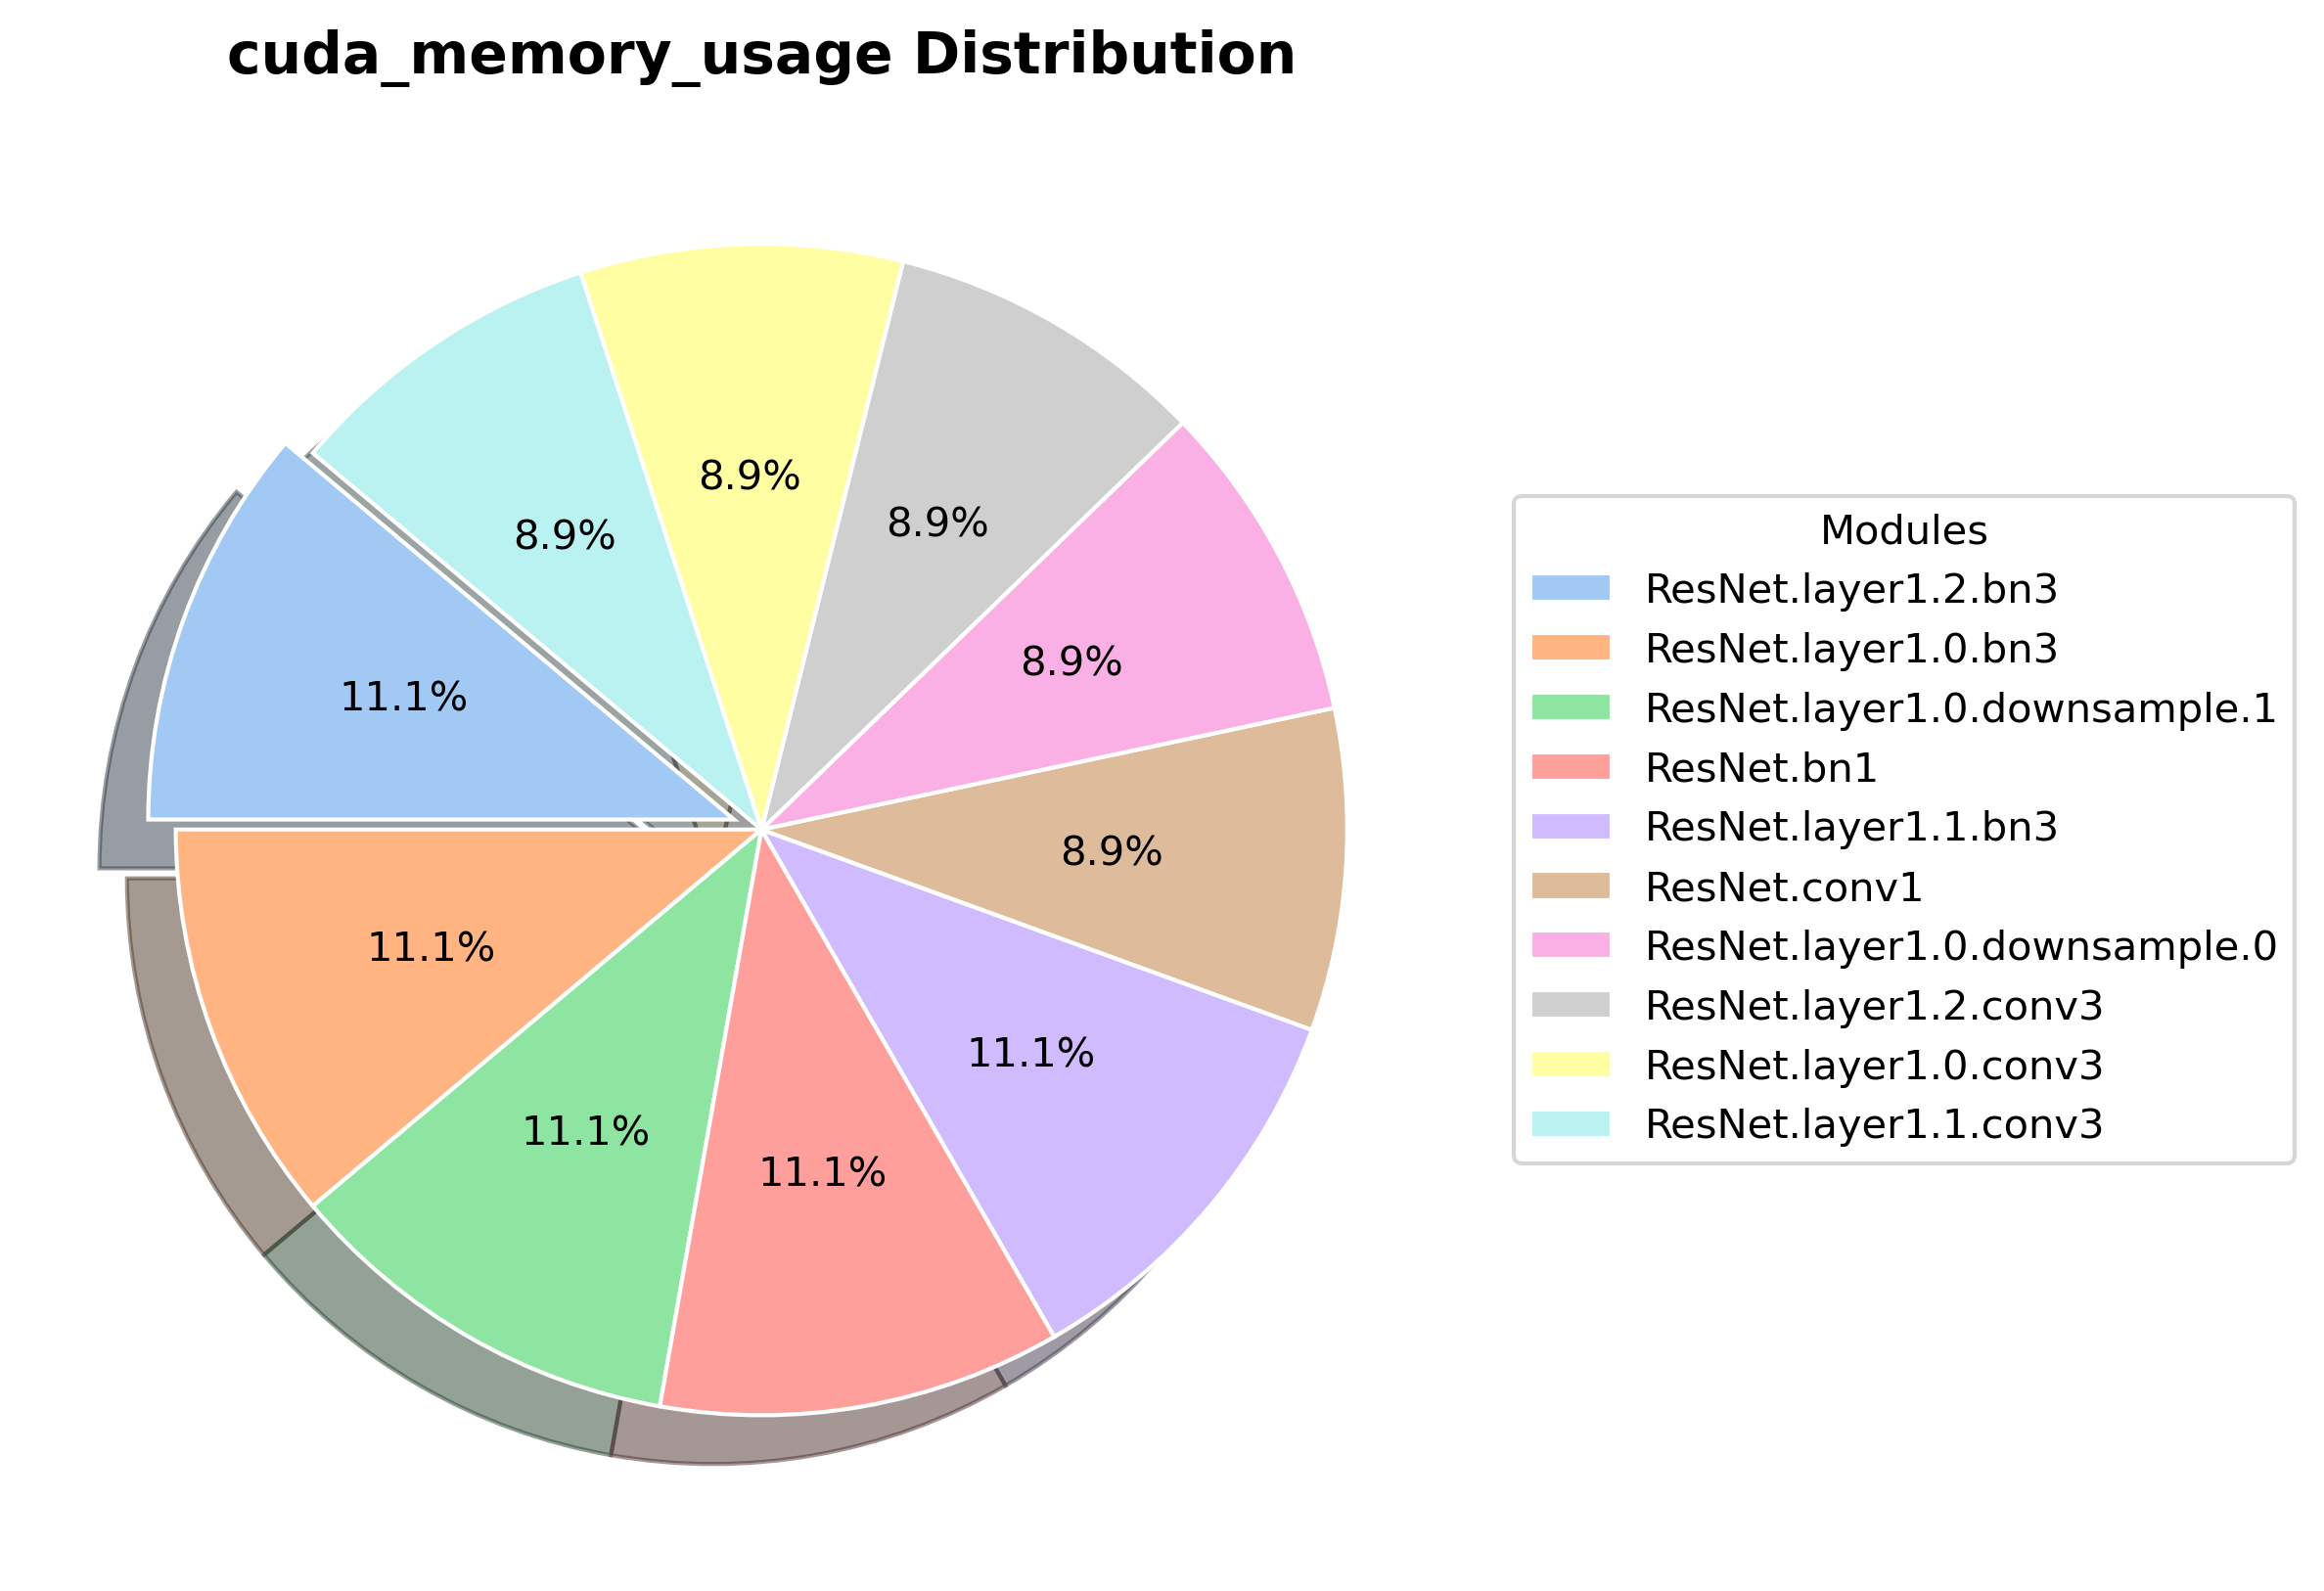 cuda_memory_usage Distribution
8.9%
8.9%
8.9%
8.9%
11.1%
8.9%
11.1%
11.1%
11.1%
11.1%
Modules
ResNet.layer1.2.bn3
ResNet.layer1.0.bn3
ResNet.layer1.0.downsample.1
ResNet.bn1
ResNet.layer1.1.bn3
ResNet.conv1
ResNet.layer1.0.downsample.0
ResNet.layer1.2.conv3
ResNet.layer1.0.conv3
ResNet.layer1.1.conv3